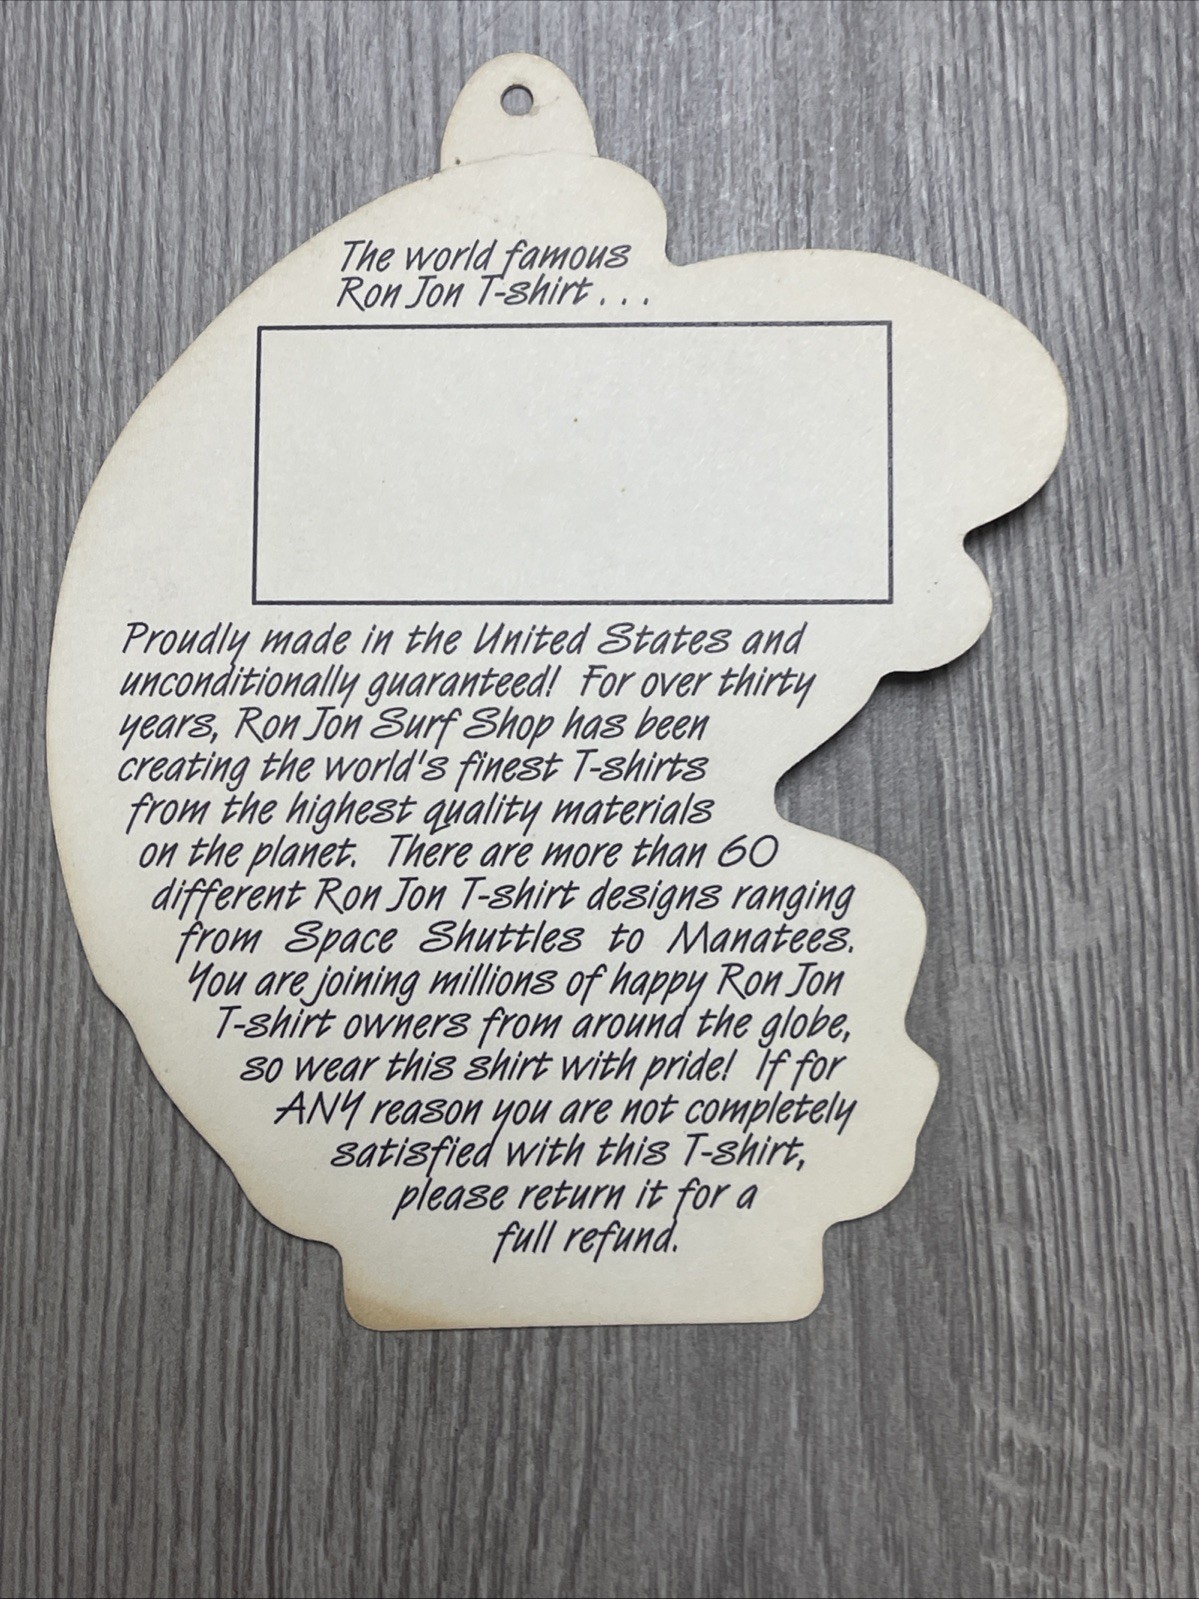 The world famous
Ron Jon T-shirt . . .
Proudly made in the United States and
unconditionally guaranteed! For over thirty
years, Ron Jon Surf Shop has been
creating the world's finest T-shirts
from the highest quality materials
on the planet. There are more than 60
different Ron Jon T-shirt designs ranging
from Space Shuttles to Manatees.
You are joining millions of happy Ron Jon
T-shirt owners from around the globe,
so wear this shirt with pride! If for
ANY reason you are not completely
satisfied with this T-shirt,
please return it for a
full refund.